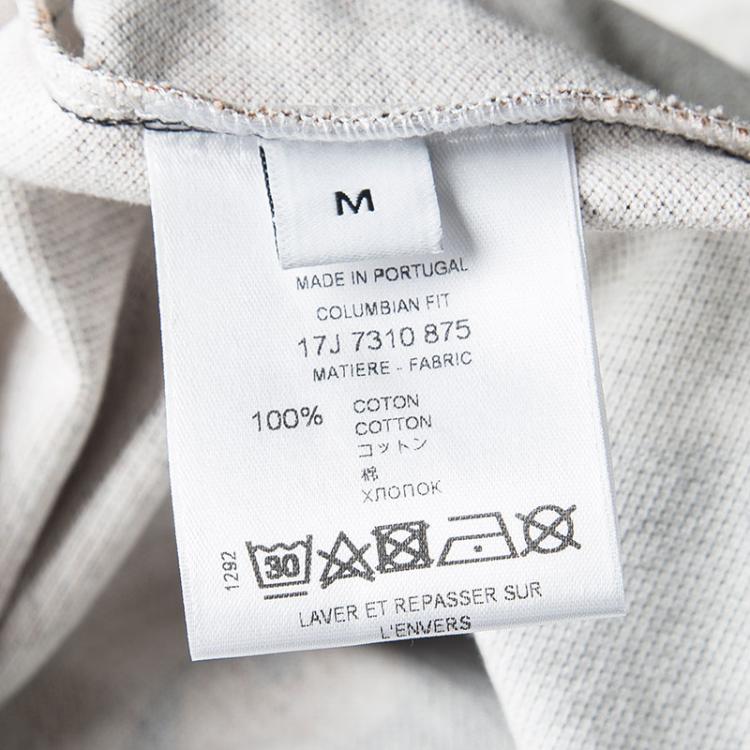 M
MADE IN PORTUGAL
COLUMBIAN FIT
17J 7310 875
MATIERE - FABRIC
100% COTON
COTTON
コットン
棉
ХЛОПОК
1292
30
LAVER ET REPASSER SUR
L'ENVERS